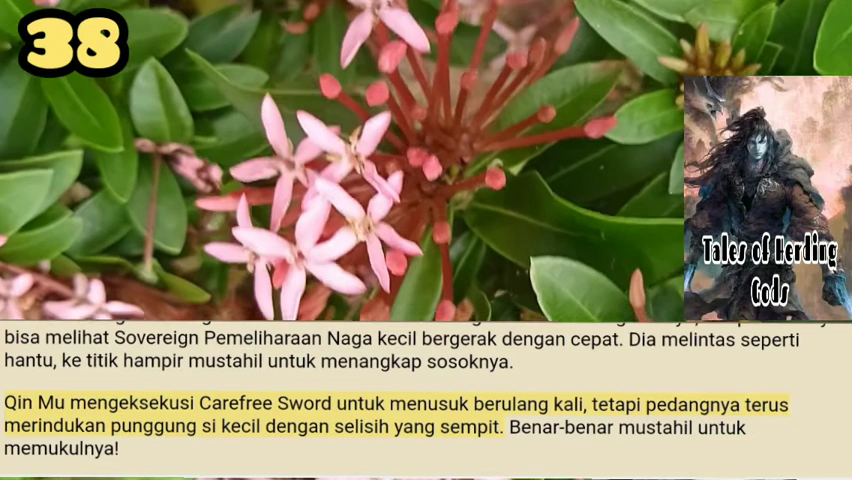 38
Tales of Herding
Gods
bisa melihat Sovereign Pemeliharaan Naga kecil bergerak dengan cepat. Dia melintas seperti
hantu, ke titik hampir mustahil untuk menangkap sosoknya.
Qin Mu mengeksekusi Carefree Sword untuk menusuk berulang kali, tetapi pedangnya terus
merindukan punggung si kecil dengan selisih yang sempit. Benar-benar mustahil untuk
memukulnya!